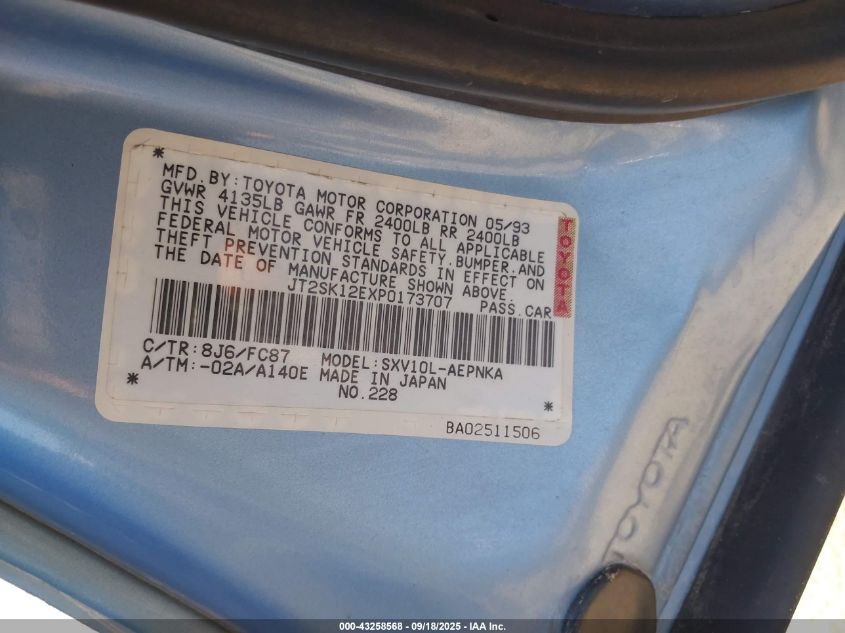 *
MFD. BY: TOYOTA MOTOR CORPORATION 05/93
GVWR 4135LB GAWR FR 2400LB RR 2400LB
THIS VEHICLE CONFORMS TO ALL APPLICABLE
FEDERAL MOTOR VEHICLE SAFETY, BUMPER, AND
THEFT PREVENTION STANDARDS IN EFFECT ON
THE DATE OF MANUFACTURE SHOWN ABOVE.
JT2SK12EXP0173707 PASS. CAR
TOYOTA
C/TR: 8J6/FC87 MODEL: SXV10L-AEPNKA
A/TM: -02A/A140E MADE IN JAPAN
* NO. 228 *
BA02511506
TOYOTA
000-43258568 - 09/18/2025 - IAA Inc.